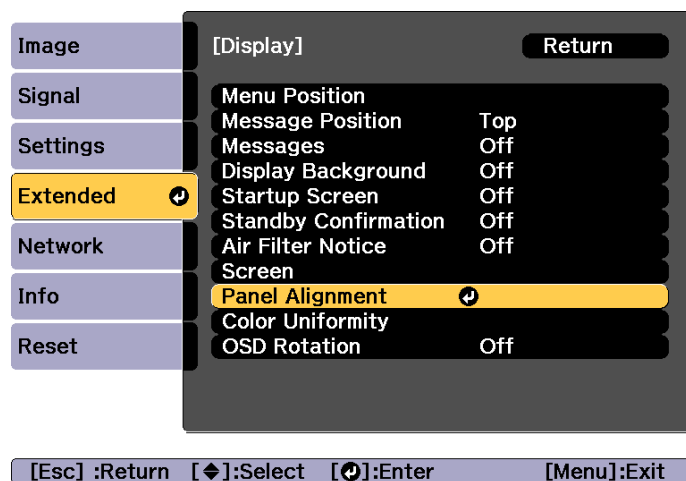 Image
Signal
Settings
Extended
Network
Info
Reset
[Display] Return
Menu Position
Message Position Top
Messages Off
Display Background Off
Startup Screen Off
Standby Confirmation Off
Air Filter Notice Off
Screen
Panel Alignment
Color Uniformity
OSD Rotation Off
[Esc] :Return [◆]:Select [⏎]:Enter [Menu]:Exit